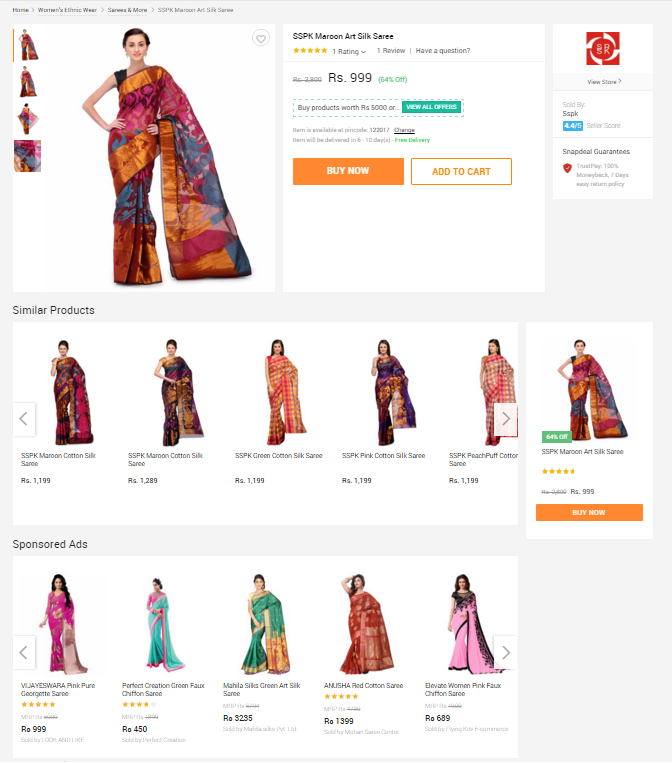 Home > Women's Ethnic Wear > Sarees & More > SSPK Maroon Art Silk Saree
SSPK Maroon Art Silk Saree
1 Rating 1 Review | Have a question?
Rs. 2,800 Rs. 999 (64% Off)
Buy products worth Rs 5000 or.. VIEW ALL OFFERS
Item is available at pincode: 122017 Change
Item will be delivered in 6 - 10 day(s) - Free Delivery
BUY NOW ADD TO CART
View Store >
Sold By:
Sspk
4.4/5 Seller Score
Snapdeal Guarantees
TrustPay: 100%
Moneyback, 7 Days
easy return policy
Similar Products
SSPK Maroon Cotton Silk
Saree
Rs. 1,199
SSPK Maroon Cotton Silk
Saree
Rs. 1,289
SSPK Green Cotton Silk Saree
Rs. 1,199
SSPK Pink Cotton Silk Saree
Rs. 1,199
SSPK PeachPuff Cotton
Saree
Rs. 1,199
64% Off
SSPK Maroon Art Silk Saree
Rs. 2,800 Rs. 999
BUY NOW
Sponsored Ads
VIJAYESWARA Pink Pure
Georgette Saree
MRP Rs
Rs 999
Sold by LOOK AND LIKE
Perfect Creation Green Faux
Chiffon Saree
MRP Rs
Rs 450
Sold by Perfect Creation
Mahila Silks Green Art Silk
Saree
MRP Rs
Rs 3235
Sold by Mahila silks Pvt Ltd
ANUSHA Red Cotton Saree
MRP Rs
Rs 1399
Sold by Mohan Saree Centre
Elevate Women Pink Faux
Chiffon Saree
MRP Rs
Rs 689
Sold by Flying Kite E-commerce